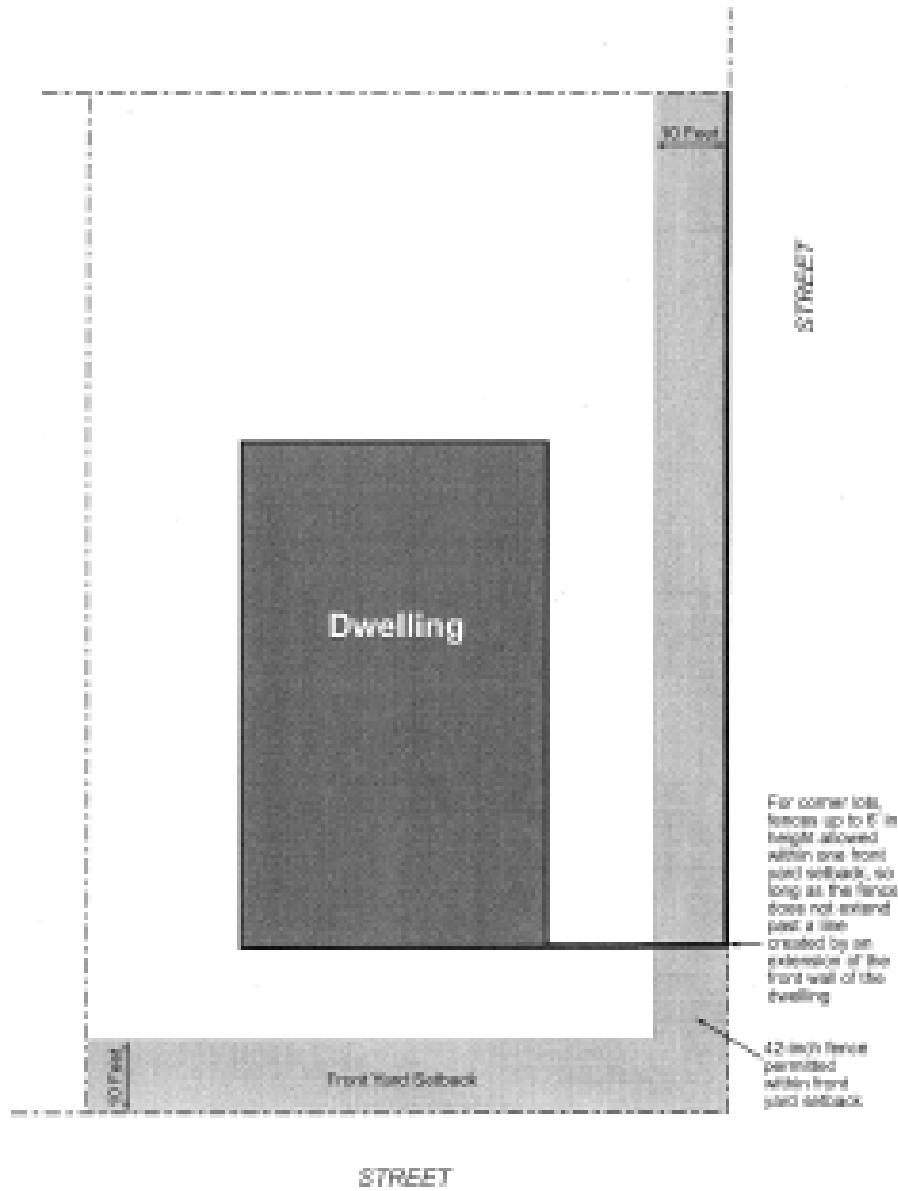 10 Feet
STREET
Dwelling
For corner lots,
fences up to 6' in
height allowed
within one front
yard setback, so
long as the fence
does not extend
past a line
created by an
extension of the
front wall of the
dwelling
42-inch fence
permitted
within front
yard setback
10 Feet
Front Yard Setback
STREET